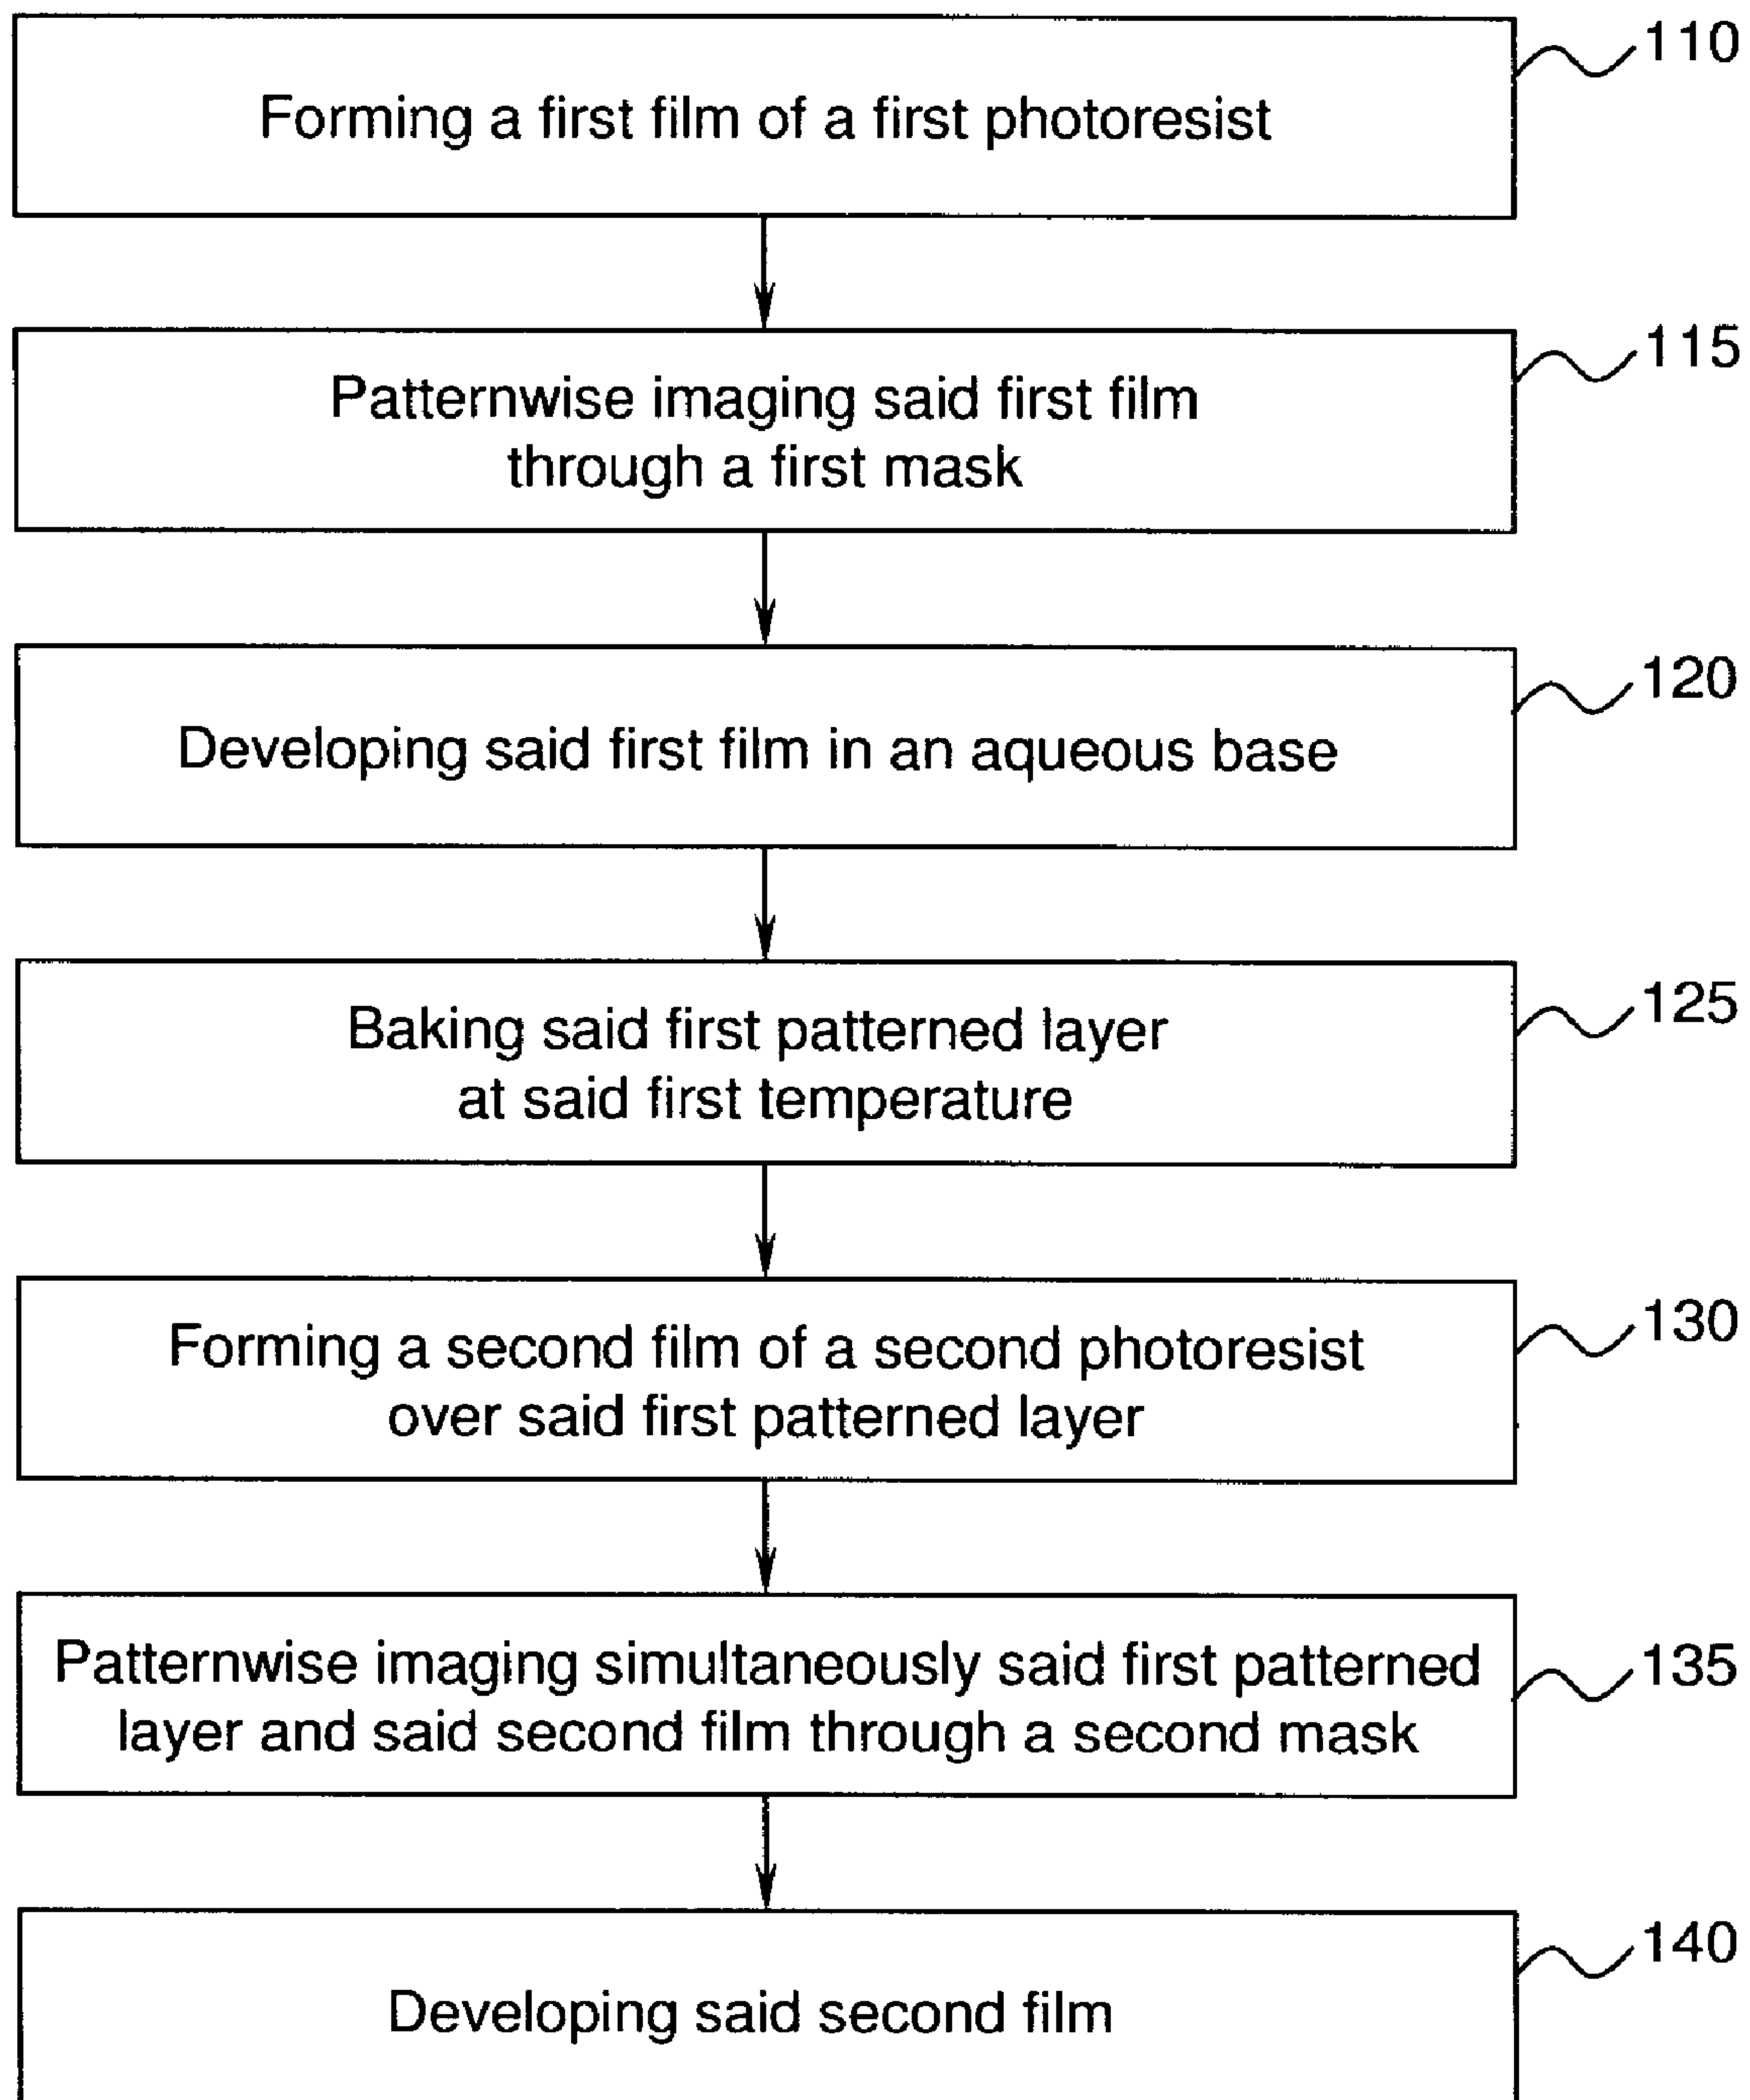 110
Forming a first film of a first photoresist
115
Patternwise imaging said first film
through a first mask
120
Developing said first film in an aqueous base
125
Baking said first patterned layer
at said first temperature
130
Forming a second film of a second photoresist
over said first patterned layer
135
Patternwise imaging simultaneously said first patterned
layer and said second film through a second mask
140
Developing said second film